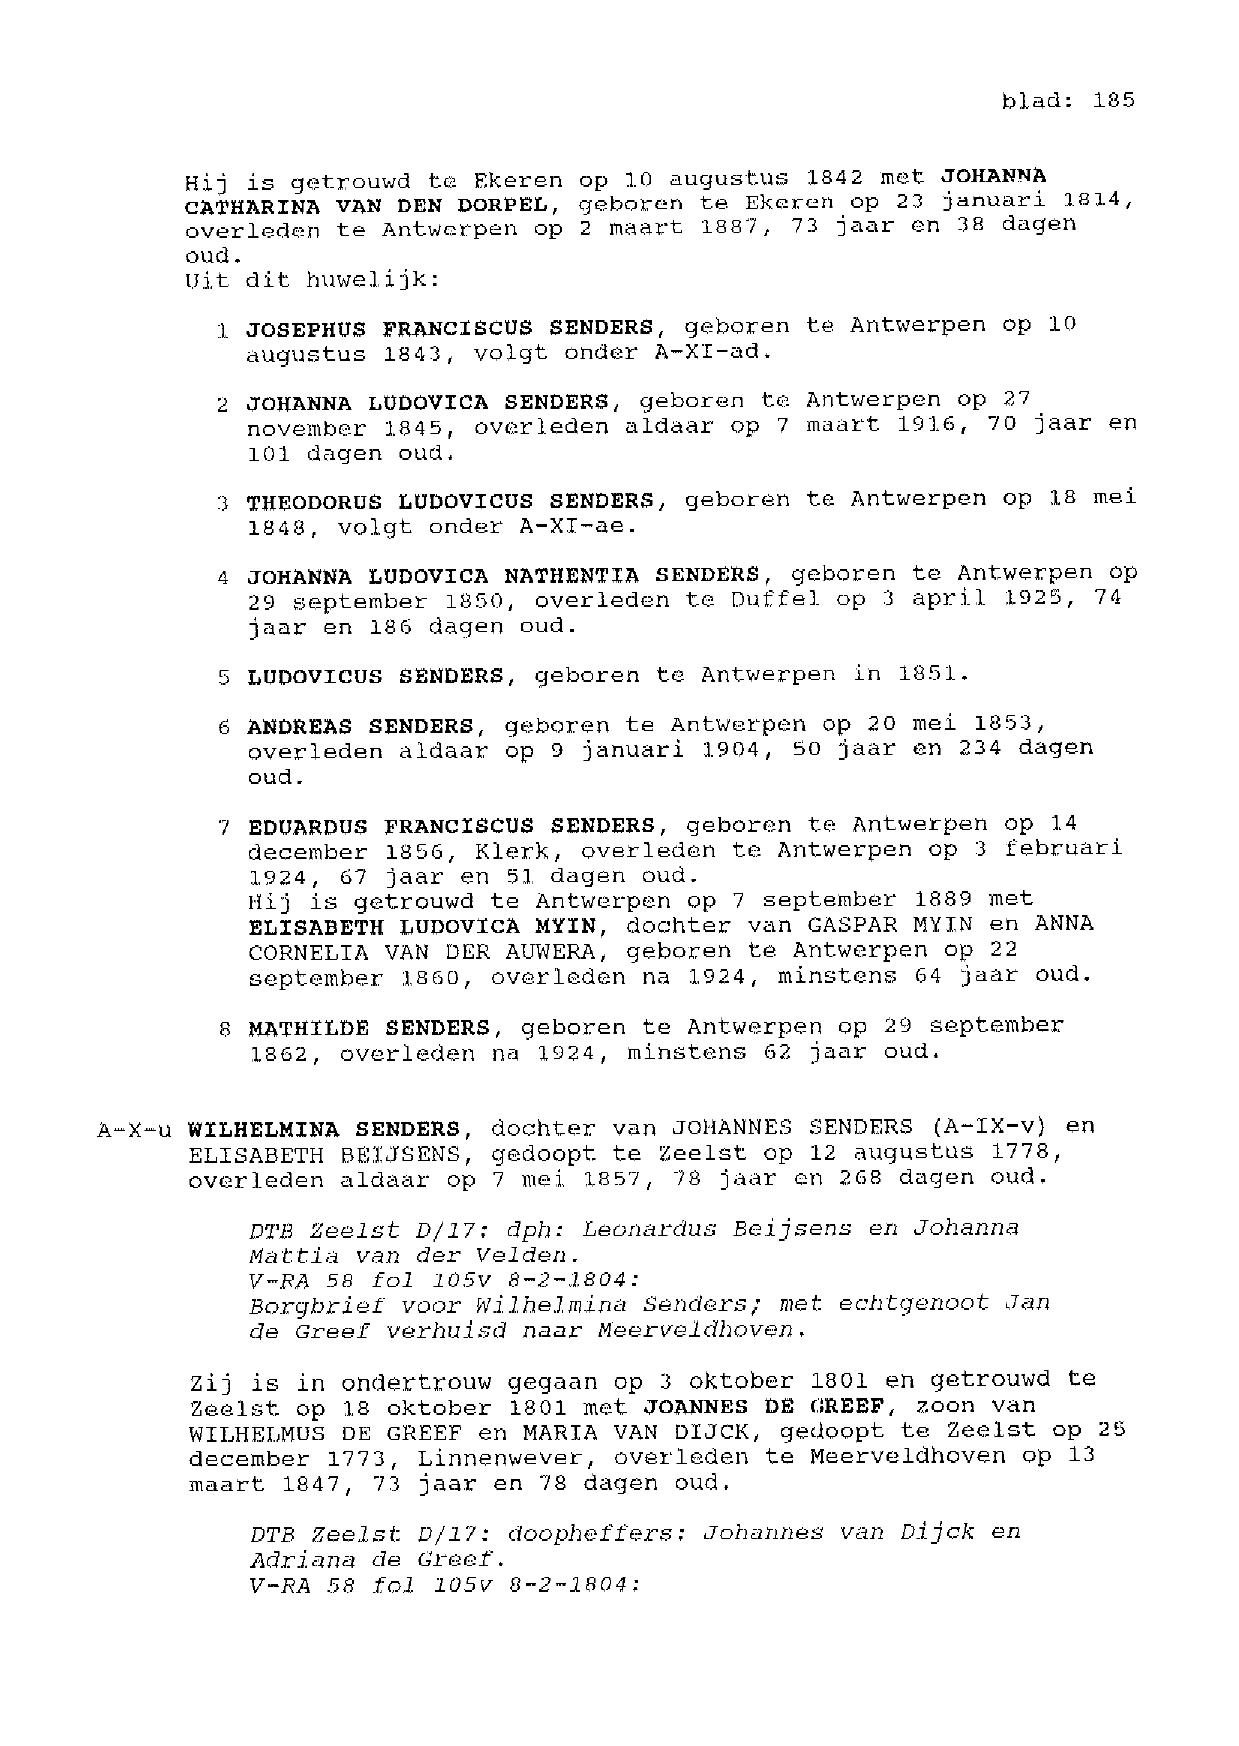 blad: 185
Hij is getrouwd te Ekeren op 10 augustus 1842 met JOHANNA
CATHARINA VAN DEN DORPEL, geboren te Ekeren op 23 januari 1814,
overleden te Antwerpen op 2 maart 1887, 73 jaar en 38 dagen
oud.
Uit dit huwelijk:
1 JOSEPHUS FRANCISCUS SENDERS, geboren te Antwerpen op 10
augustus 1843, volgt onder A-XI-ad.
2 JOHANNA LUDOVICA SENDERS, geboren te Antwerpen op 27
november 1845, overleden aldaar op 7 maart 1916, 70 jaar en
101 dagen oud.
3 THEODORUS LUDOVICUS SENDERS, geboren te Antwerpen op 18 mei
1848, volgt onder A-XI-ae.
4 JOHANNA LUDOVICA NATHENTIA SENDERS, geboren te Antwerpen op
29 september 1850, overleden te Duffel op 3 april 1925, 74
jaar en 186 dagen oud.
5 LUDOVICUS SENDERS, geboren te Antwerpen in 1851.
6 ANDREAS SENDERS, geboren te Antwerpen op 20 mei 1853,
overleden aldaar op 9 januari 1904, 50 jaar en 234 dagen
oud.
7 EDUARDUS FRANCISCUS SENDERS, geboren te Antwerpen op 14
december 1856, Klerk, overleden te Antwerpen op 3 februari
1924, 67 jaar en 51 dagen oud.
Hij is getrouwd te Antwerpen op 7 september 1889 met
ELISABETH LUDOVICA MYIN, dochter van GASPAR MYIN en ANNA
CORNELIA VAN DER AUWERA, geboren te Antwerpen op 22
september 1860, overleden na 1924, minstens 64 jaar oud.
8 MATHILDE SENDERS, geboren te Antwerpen op 29 september
1862, overleden na 1924, minstens 62 jaar oud.
A-X-u WILHELMINA SENDERS, dochter van JOHANNES SENDERS (A-IX-v) en
ELISABETH BEIJSENS, gedoopt te Zeelst op 12 augustus 1778,
overleden aldaar op 7 mei 1857, 78 jaar en 268 dagen oud.
DTB Zeelst D/17: dph: Leonardus Beijsens en Johanna
Mattia van der Velden.
V-RA 58 fol 105v 8-2-1804:
Borgbrief voor Wilhelmina Senders; met echtgenoot Jan
de Greef verhuisd naar Meerveldhoven.
Zij is in ondertrouw gegaan op 3 oktober 1801 en getrouwd te
Zeelst op 18 oktober 1801 met JOANNES DE GREEF, zoon van
WILHELMUS DE GREEF en MARIA VAN DIJCK, gedoopt te Zeelst op 25
december 1773, Linnenwever, overleden te Meerveldhoven op 13
maart 1847, 73 jaar en 78 dagen oud.
DTB Zeelst D/17: doopheffers: Johannes van Dijck en
Adriana de Greef.
V-RA 58 fol 105v 8-2-1804: